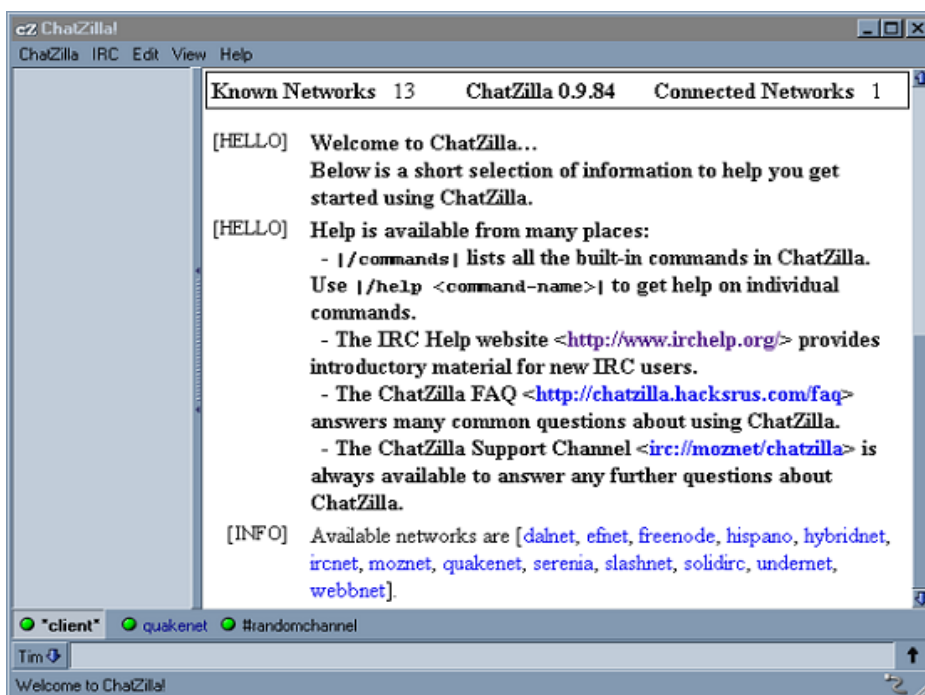 cZ ChatZilla!
ChatZilla IRC Edit View Help
Known Networks 13 ChatZilla 0.9.84 Connected Networks 1
[HELLO] Welcome to ChatZilla...
Below is a short selection of information to help you get
started using ChatZilla.
[HELLO] Help is available from many places:
- |/commands| lists all the built-in commands in ChatZilla.
Use |/help <command-name>| to get help on individual
commands.
- The IRC Help website <http://www.irchelp.org/> provides
introductory material for new IRC users.
- The ChatZilla FAQ <http://chatzilla.hacksrus.com/faq>
answers many common questions about using ChatZilla.
- The ChatZilla Support Channel <irc://moznet/chatzilla> is
always available to answer any further questions about
ChatZilla.
[INFO] Available networks are [dalnet, efnet, freenode, hispano, hybridnet,
ircnet, moznet, quakenet, serenia, slashnet, solidirc, undernet,
webbnet].
*client* quakenet #randomchannel
Tim
Welcome to ChatZilla!